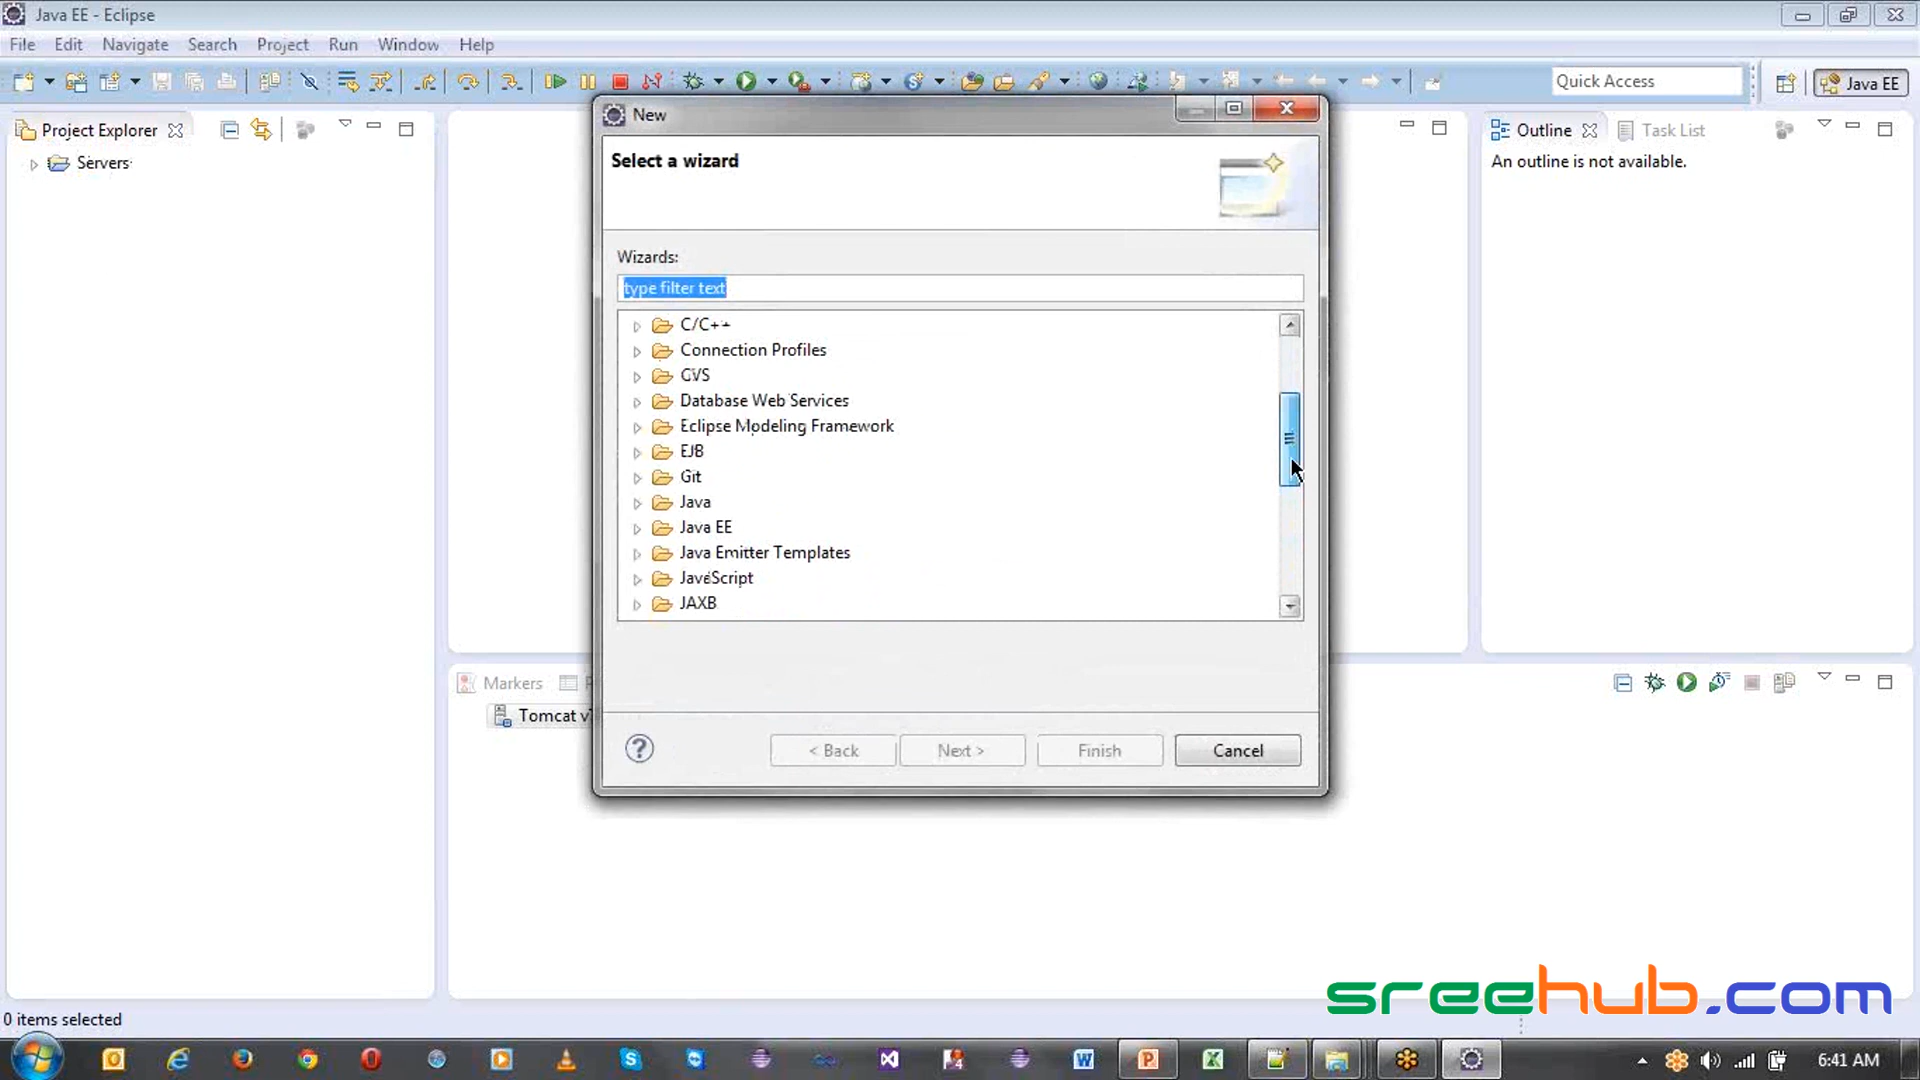 Java EE - Eclipse
File Edit Navigate Search Project Run Window Help
Quick Access
Java EE
Project Explorer
Servers
New
Select a wizard
Wizards:
type filter text
C/C++
Connection Profiles
CVS
Database Web Services
Eclipse Modeling Framework
EJB
Git
Java
Java EE
Java Emitter Templates
JavaScript
JAXB
< Back Next > Finish Cancel
Outline Task List
An outline is not available.
Markers
Tomcat v
sreehub.com
0 items selected
6:41 AM